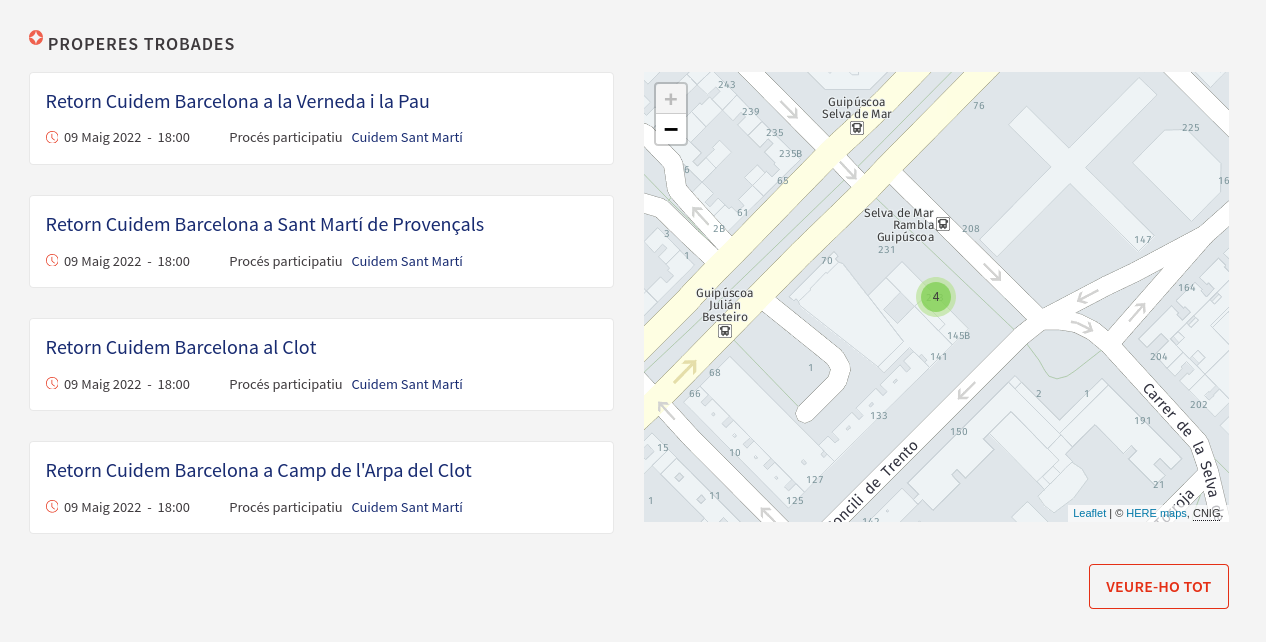 PROPERES TROBADES
Retorn Cuidem Barcelona a la Verneda i la Pau
09 Maig 2022 - 18:00 Procés participatiu Cuidem Sant Martí
Retorn Cuidem Barcelona a Sant Martí de Provençals
09 Maig 2022 - 18:00 Procés participatiu Cuidem Sant Martí
Retorn Cuidem Barcelona al Clot
09 Maig 2022 - 18:00 Procés participatiu Cuidem Sant Martí
Retorn Cuidem Barcelona a Camp de l'Arpa del Clot
09 Maig 2022 - 18:00 Procés participatiu Cuidem Sant Martí
+
−
243
239
235
235B
65
6
61
2B
3
1
Guipúscoa
Selva de Mar
76
225
16
Selva de Mar
Rambla
Guipúscoa
208
231
147
70
164
Guipúscoa
Julián
Besteiro
4
145B
141
204
68
66
1
2
1
202
133
191
150
15
10
127
125
11
1
21
142
oncili de Trento
Carrer de la Selva
Leaflet | © HERE maps, CNIG,
VEURE-HO TOT